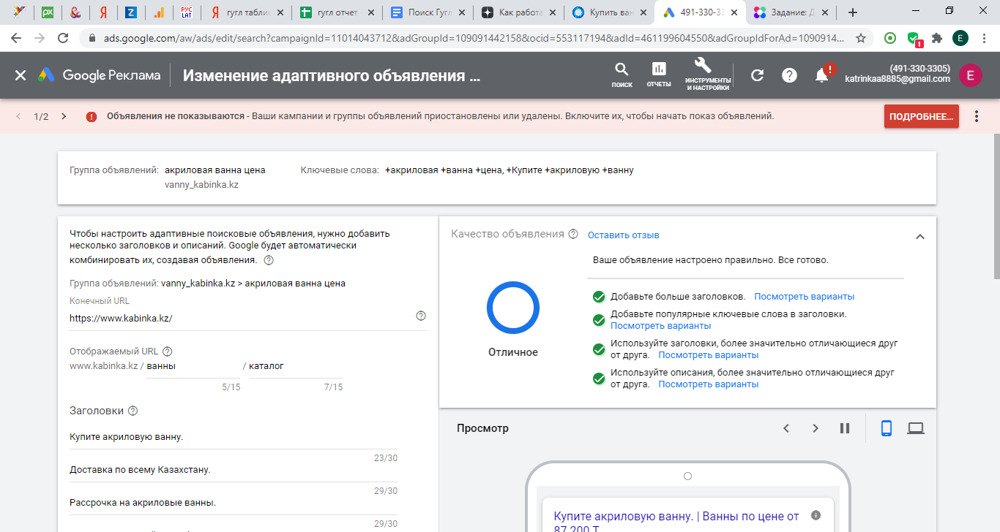 РУС
LAT
гугл таблиц
гугл отчет
Поиск Гугл
Как работа
Купить ван
491-330-33
Задание: Д
ads.google.com/aw/ads/edit/search?campaignId=11014043712&adGroupId=109091442158&ocid=553117194&adId=461199604550&adGroupIdForAd=1090914...
1
E
Google Реклама
Изменение адаптивного объявления ...
ПОИСК
ОТЧЕТЫ
ИНСТРУМЕНТЫ
И НАСТРОЙКИ
(491-330-3305)
katrinkaa8885@gmail.com
E
1/2
Объявления не показываются - Ваши кампании и группы объявлений приостановлены или удалены. Включите их, чтобы начать показ объявлений.
ПОДРОБНЕЕ...
Группа объявлений: акриловая ванна цена
vanny_kabinka.kz
Ключевые слова: +акриловая +ванна +цена, +Купите +акриловую +ванну
Чтобы настроить адаптивные поисковые объявления, нужно добавить
несколько заголовков и описаний. Google будет автоматически
комбинировать их, создавая объявления.
Группа объявлений: vanny_kabinka.kz > акриловая ванна цена
Конечный URL
https://www.kabinka.kz/
Отображаемый URL
www.kabinka.kz / ванны / каталог
5/15 7/15
Заголовки
Купите акриловую ванну.
23/30
Доставка по всему Казахстану.
29/30
Рассрочка на акриловые ванны.
29/30
Качество объявления Оставить отзыв
Ваше объявление настроено правильно. Все готово.
Отличное
Добавьте больше заголовков. Посмотреть варианты
Добавьте популярные ключевые слова в заголовки.
Посмотреть варианты
Используйте заголовки, более значительно отличающиеся друг
от друга. Посмотреть варианты
Используйте описания, более значительно отличающиеся друг
от друга. Посмотреть варианты
Просмотр
Купите акриловую ванну. | Ванны по цене от
87 200 Т